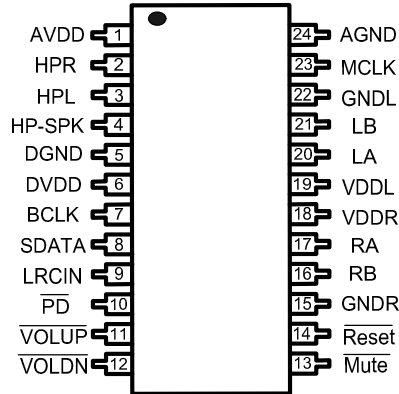 AVDD 1 24 AGND
HPR 2 23 MCLK
HPL 3 22 GNDL
HP-SPK 4 21 LB
DGND 5 20 LA
DVDD 6 19 VDDL
BCLK 7 18 VDDR
SDATA 8 17 RA
LRCIN 9 16 RB
PD 10 15 GNDR
VOLUP 11 14 Reset
VOLDN 12 13 Mute